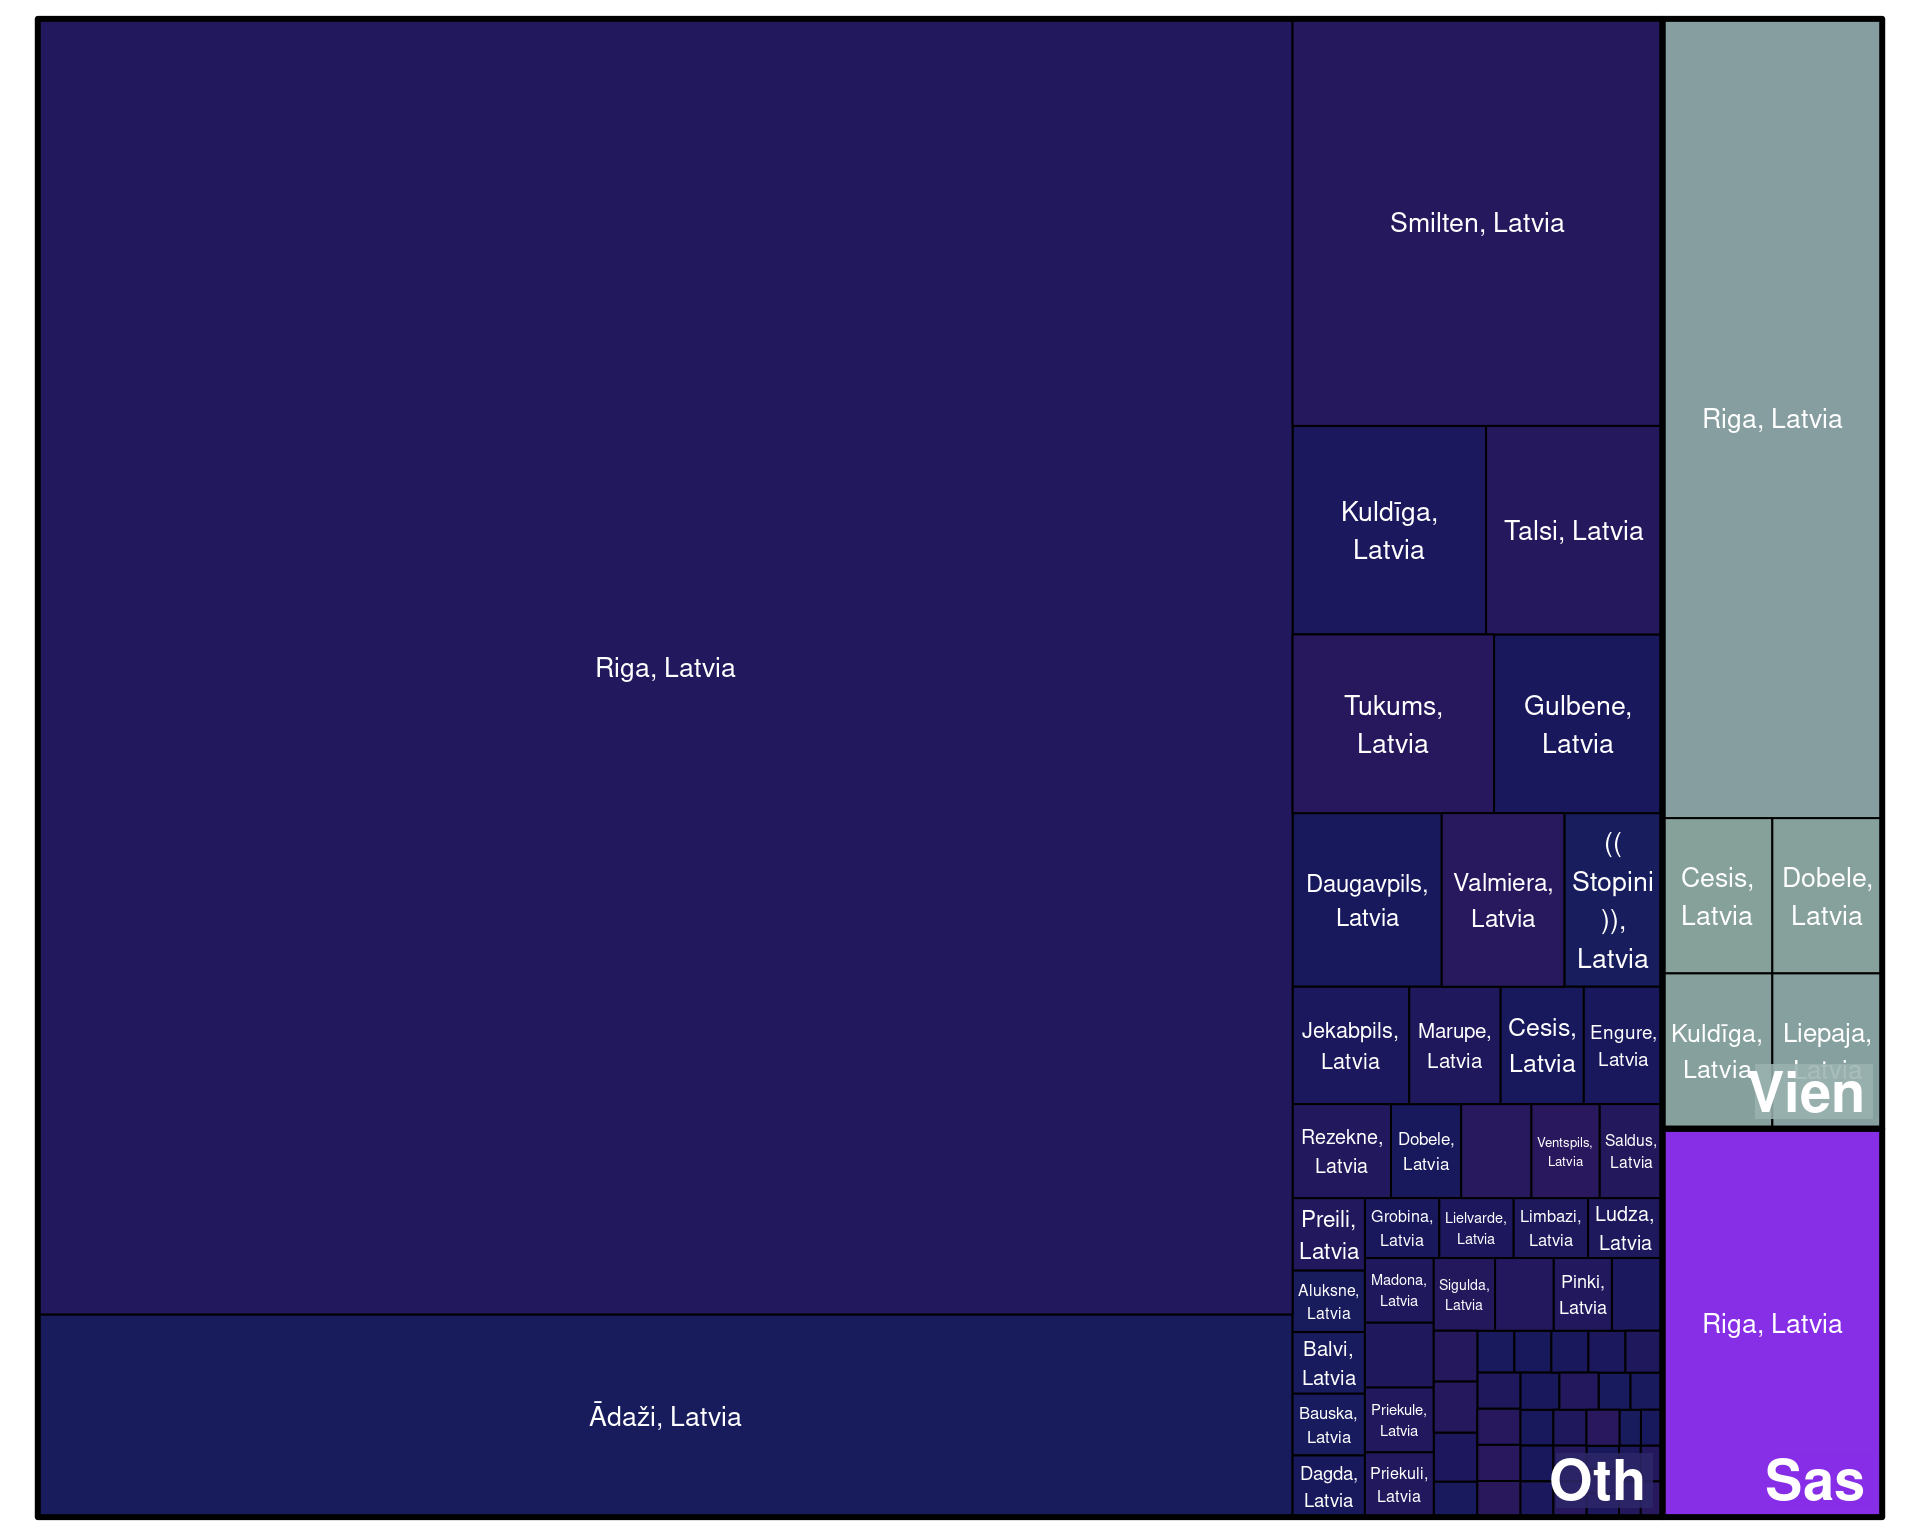 Riga, Latvia
Ādaži, Latvia
Smilten, Latvia
Kuldīga,
Latvia
Talsi, Latvia
Tukums,
Latvia
Gulbene,
Latvia
Daugavpils,
Latvia
Valmiera,
Latvia
((
Stopini
)),
Latvia
Jekabpils,
Latvia
Marupe,
Latvia
Cesis,
Latvia
Engure,
Latvia
Rezekne,
Latvia
Dobele,
Latvia
Ventspils,
Latvia
Saldus,
Latvia
Preili,
Latvia
Grobina,
Latvia
Lielvarde,
Latvia
Limbazi,
Latvia
Ludza,
Latvia
Aluksne,
Latvia
Madona,
Latvia
Sigulda,
Latvia
Pinki,
Latvia
Balvi,
Latvia
Bauska,
Latvia
Priekule,
Latvia
Dagda,
Latvia
Priekuli,
Latvia
Oth
Riga, Latvia
Cesis,
Latvia
Dobele,
Latvia
Kuldīga,
Latvia
Liepaja,
Latvia
Vien
Riga, Latvia
Sas